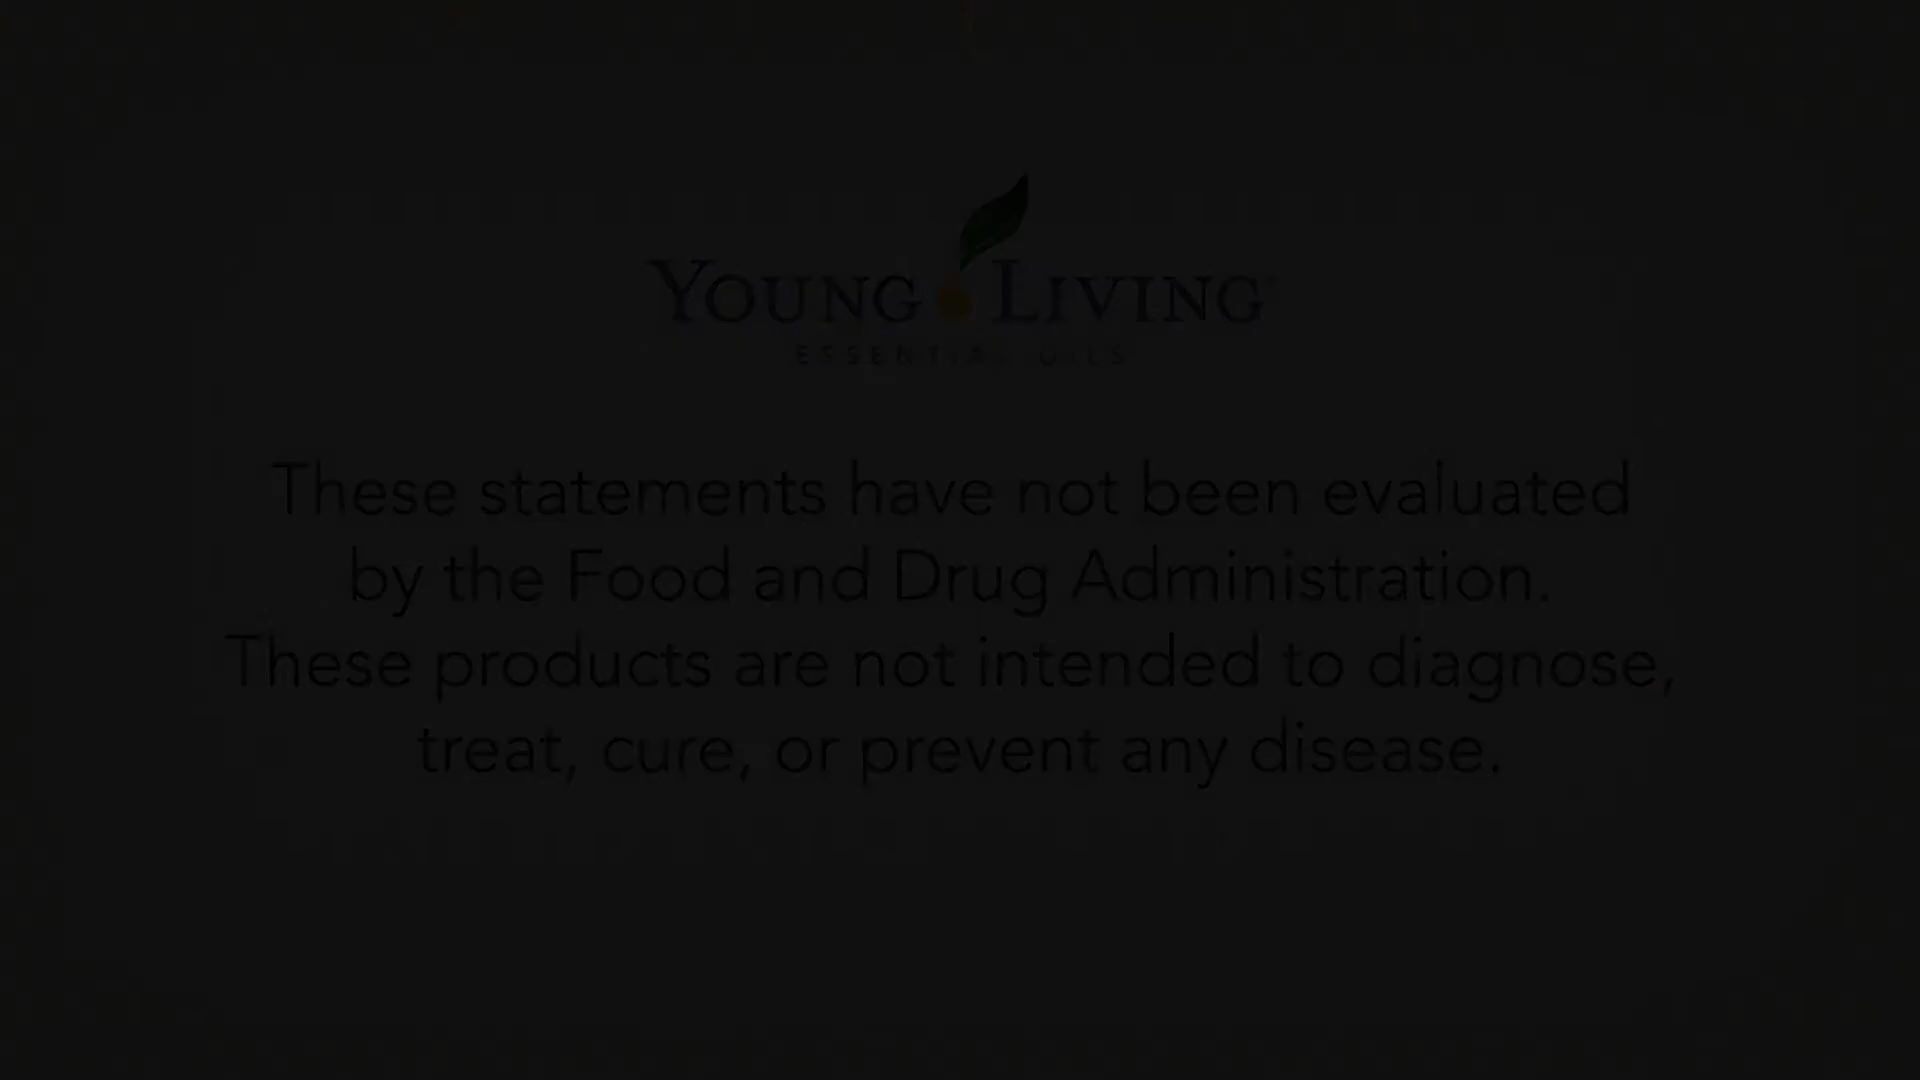 YOUNG LIVING
ESSENTIAL OILS
These statements have not been evaluated
by the Food and Drug Administration.
These products are not intended to diagnose,
treat, cure, or prevent any disease.